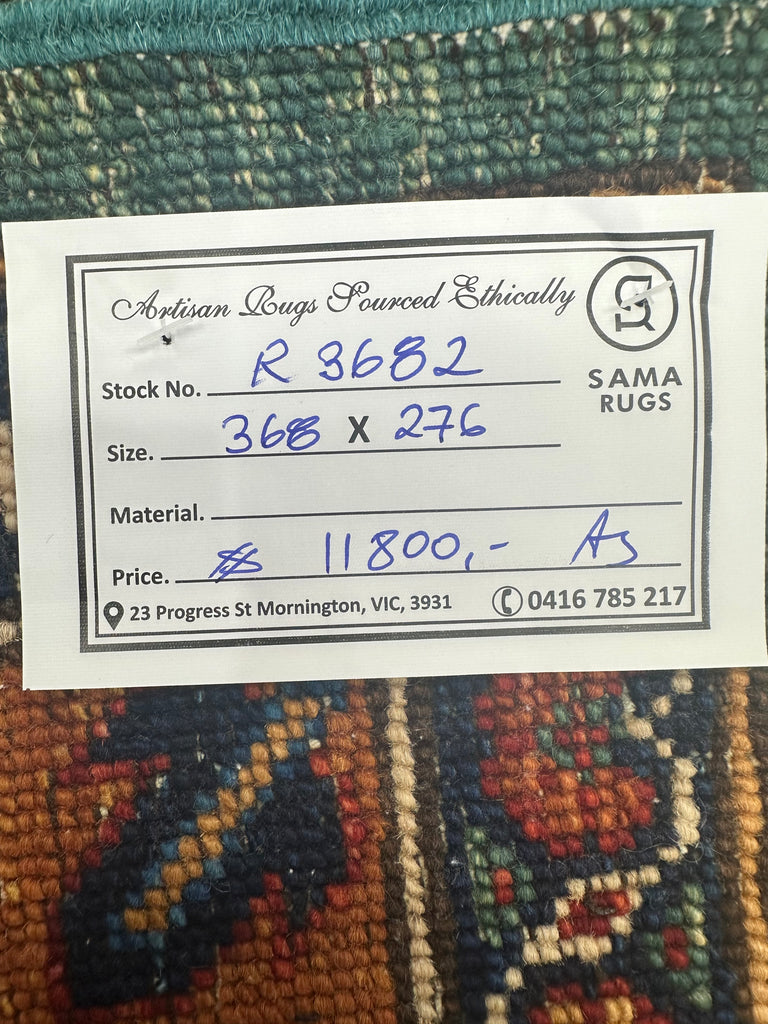 Artisan Rugs Sourced Ethically
SAMA
RUGS
Stock No. R 3682
Size. 368 X 276
Material.
Price. $ 11800,- As
23 Progress St Mornington, VIC, 3931
0416 785 217